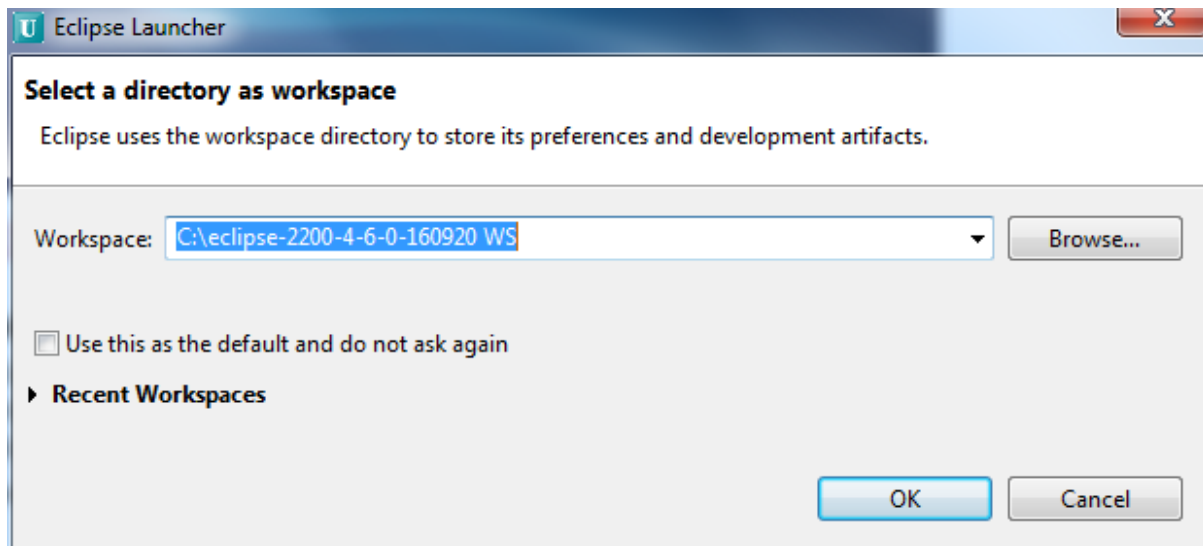 U Eclipse Launcher
X
Select a directory as workspace
Eclipse uses the workspace directory to store its preferences and development artifacts.
Workspace: C:\eclipse-2200-4-6-0-160920 WS Browse...
Use this as the default and do not ask again
Recent Workspaces
OK Cancel